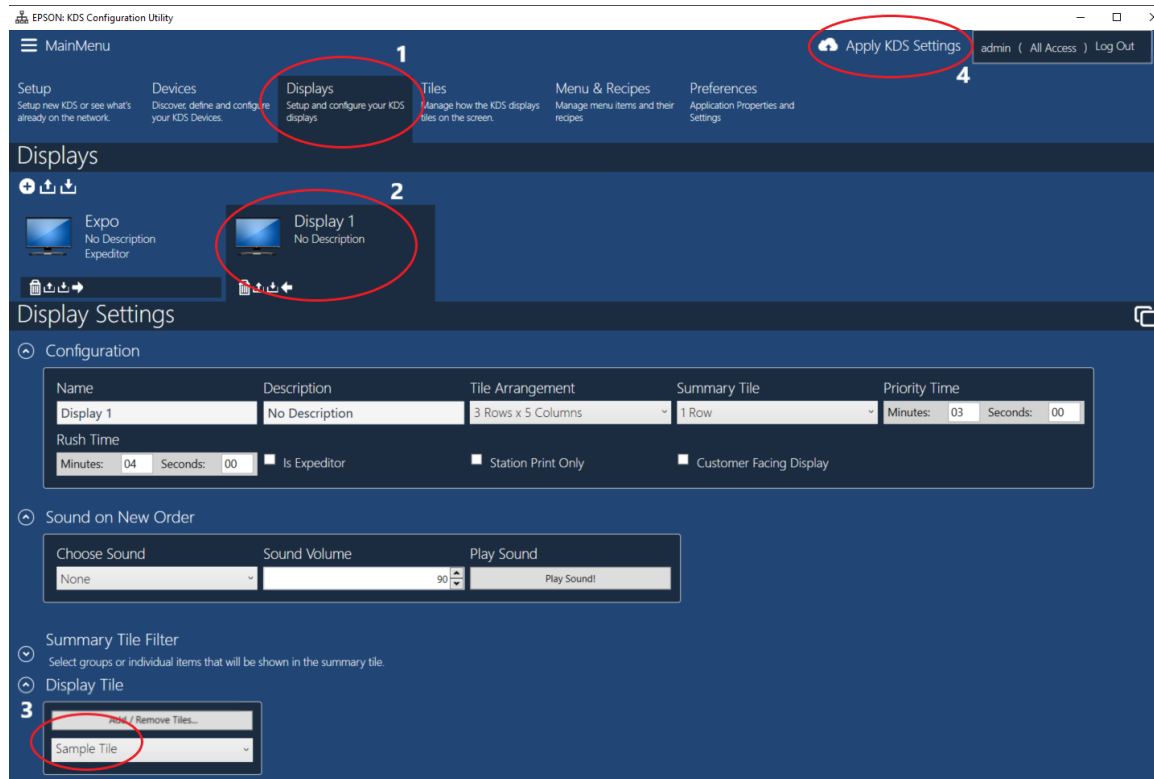 EPSON: KDS Configuration Utility
MainMenu
1
Apply KDS Settings
admin ( All Access ) Log Out
4
Setup
Setup new KDS or see what's
already on the network.
Devices
Discover, define and configure
your KDS Devices.
Displays
Setup and configure your KDS
displays
Tiles
Manage how the KDS displays
tiles on the screen.
Menu & Recipes
Manage menu items and their
recipes
Preferences
Application Properties and
Settings
Displays
2
Expo
No Description
Expeditor
Display 1
No Description
Display Settings
Configuration
Name
Description
Tile Arrangement
Summary Tile
Priority Time
Display 1
No Description
3 Rows x 5 Columns
1 Row
Minutes: 03 Seconds: 00
Rush Time
Minutes: 04 Seconds: 00
Is Expeditor
Station Print Only
Customer Facing Display
Sound on New Order
Choose Sound
Sound Volume
Play Sound
None
90
Play Sound!
Summary Tile Filter
Select groups or individual items that will be shown in the summary tile.
Display Tile
3
Add / Remove Tiles...
Sample Tile